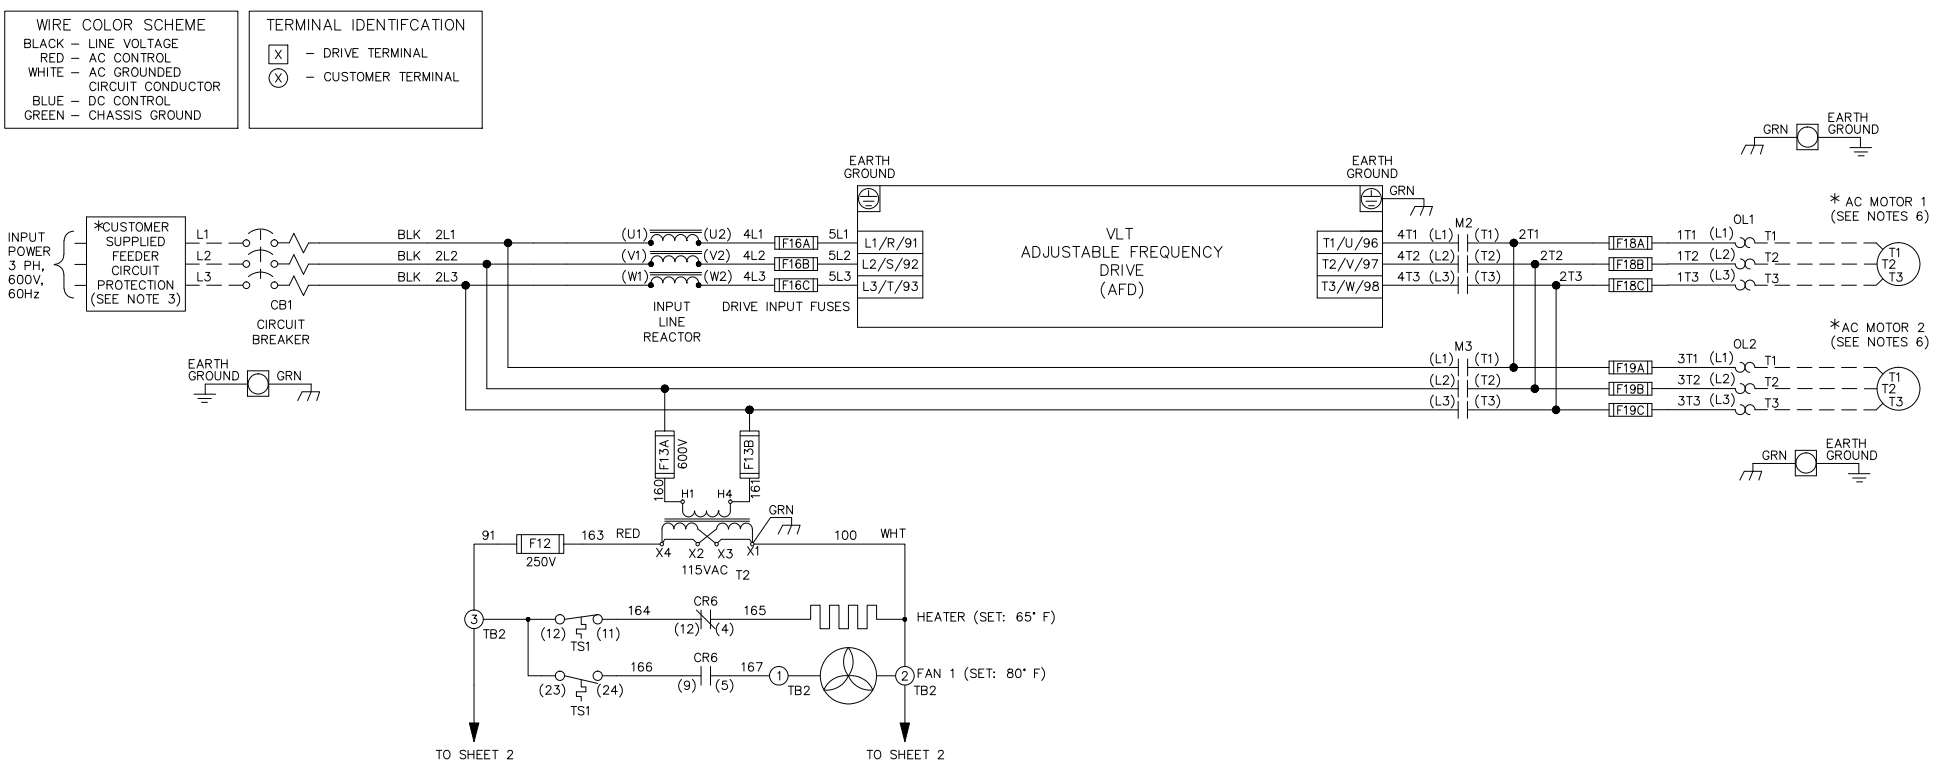 WIRE COLOR SCHEME
BLACK – LINE VOLTAGE
RED – AC CONTROL
WHITE – AC GROUNDED
CIRCUIT CONDUCTOR
BLUE – DC CONTROL
GREEN – CHASSIS GROUND
TERMINAL IDENTIFCATION
X – DRIVE TERMINAL
X – CUSTOMER TERMINAL
INPUT
POWER
3 PH,
600V,
60Hz
*CUSTOMER
SUPPLIED
FEEDER
CIRCUIT
PROTECTION
(SEE NOTE 3)
L1
L2
L3
CB1
CIRCUIT
BREAKER
EARTH
GROUND
GRN
BLK 2L1
BLK 2L2
BLK 2L3
(U1) (U2) 4L1 F16A 5L1
(V1) (V2) 4L2 F16B 5L2
(W1) (W2) 4L3 F16C 5L3
INPUT
LINE
REACTOR
DRIVE INPUT FUSES
EARTH
GROUND
L1/R/91
L2/S/92
L3/T/93
VLT
ADJUSTABLE FREQUENCY
DRIVE
(AFD)
EARTH
GROUND
GRN
T1/U/96
T2/V/97
T3/W/98
M2
4T1 (L1) (T1) 2T1 F18A 1T1 (L1) T1
4T2 (L2) (T2) 2T2 F18B 1T2 (L2) T2
4T3 (L3) (T3) 2T3 F18C 1T3 (L3) T3
OL1
GRN
EARTH
GROUND
* AC MOTOR 1
(SEE NOTES 6)
T1
T2
T3
M3
(L1) (T1) F19A 3T1 (L1) T1
(L2) (T2) F19B 3T2 (L2) T2
(L3) (T3) F19C 3T3 (L3) T3
OL2
*AC MOTOR 2
(SEE NOTES 6)
T1
T2
T3
GRN
EARTH
GROUND
F13A
600V
F13B
160
161
H1 H4
GRN
91 F12 163 RED
250V
X4 X2 X3 X1
115VAC T2
100 WHT
3
TB2
(12) (11)
TS1
164
CR6
(12) (4)
165
HEATER (SET: 65° F)
(23) (24)
TS1
166
CR6
(9) (5)
167
1
TB2
2
TB2
FAN 1 (SET: 80° F)
TO SHEET 2
TO SHEET 2